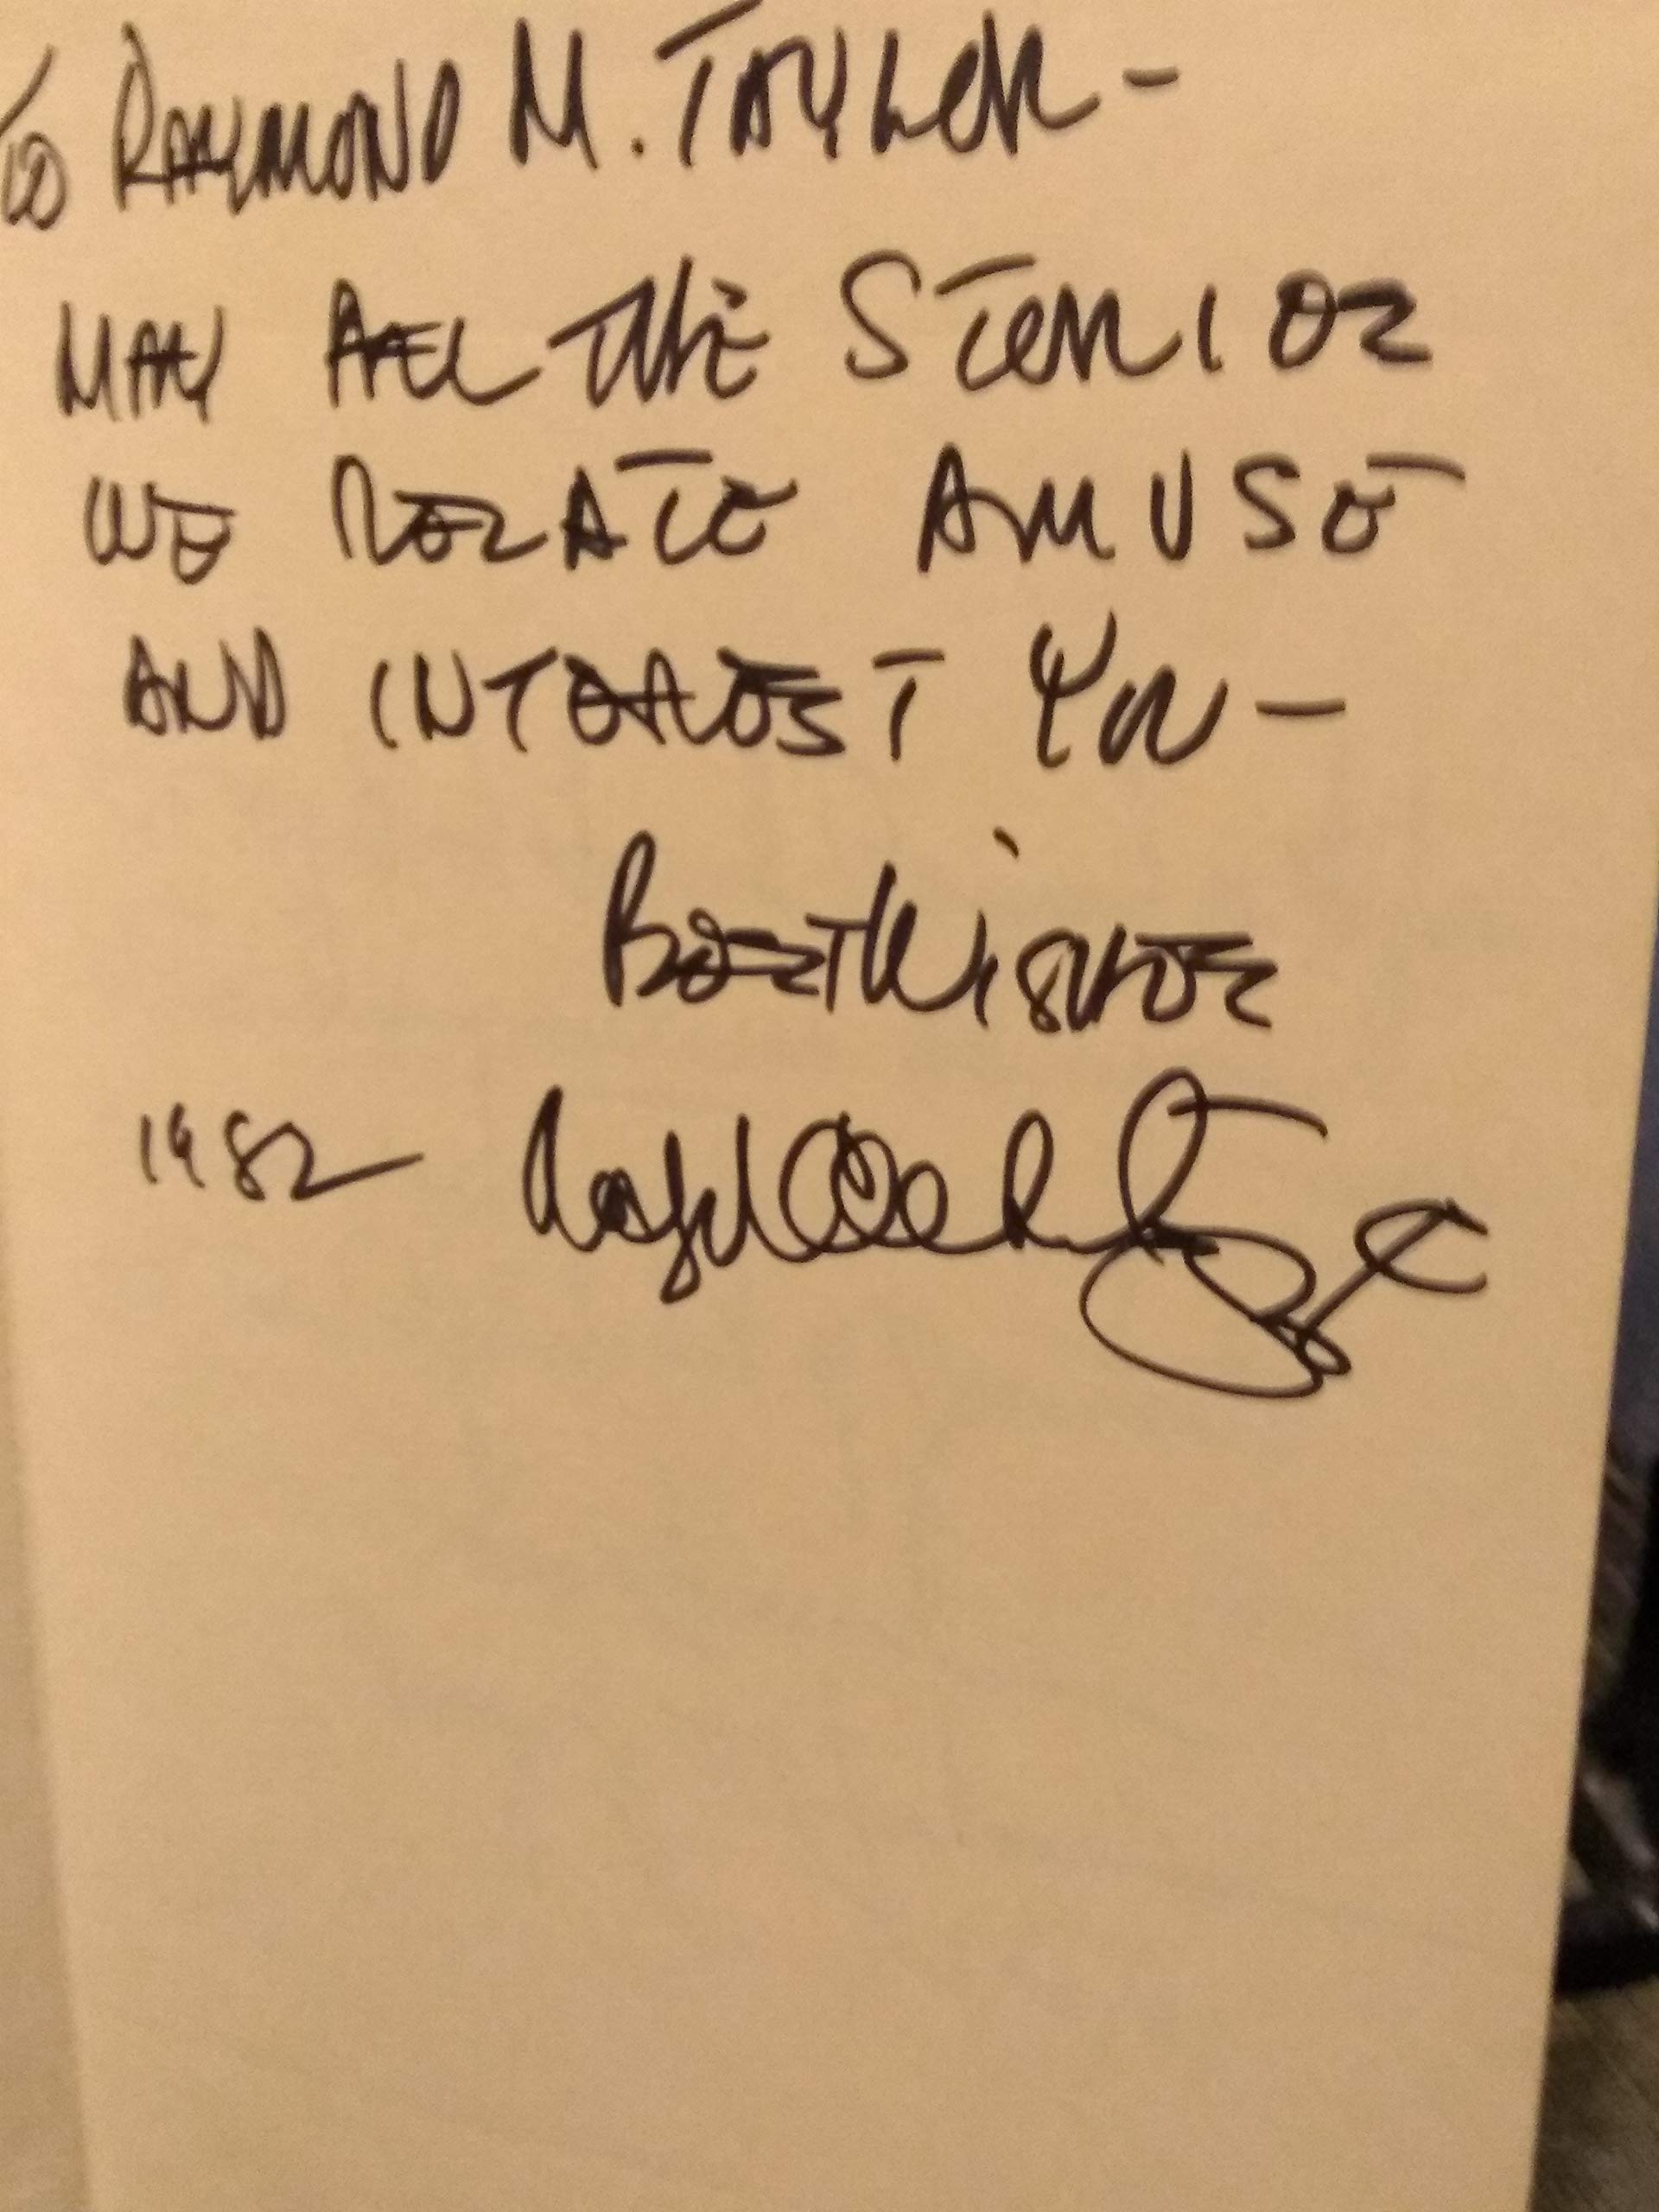 TO RAYMOND M. TAYLOR -
MAY ALL THE STORIES
WE RELATE AMUSE
AND INTEREST YOU -
BEST WISHES
1982